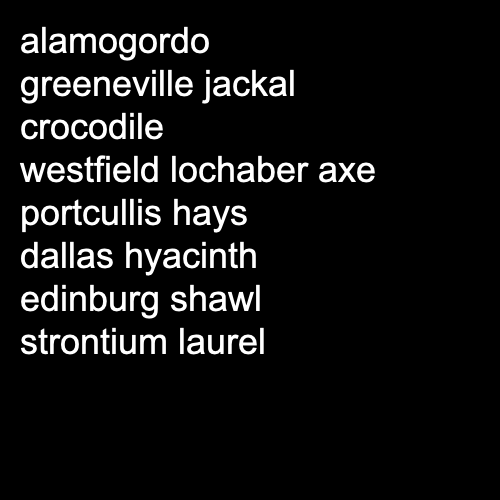 alamogordo
greeneville jackal
crocodile
westfield lochaber axe
portcullis hays
dallas hyacinth
edinburg shawl
strontium laurel